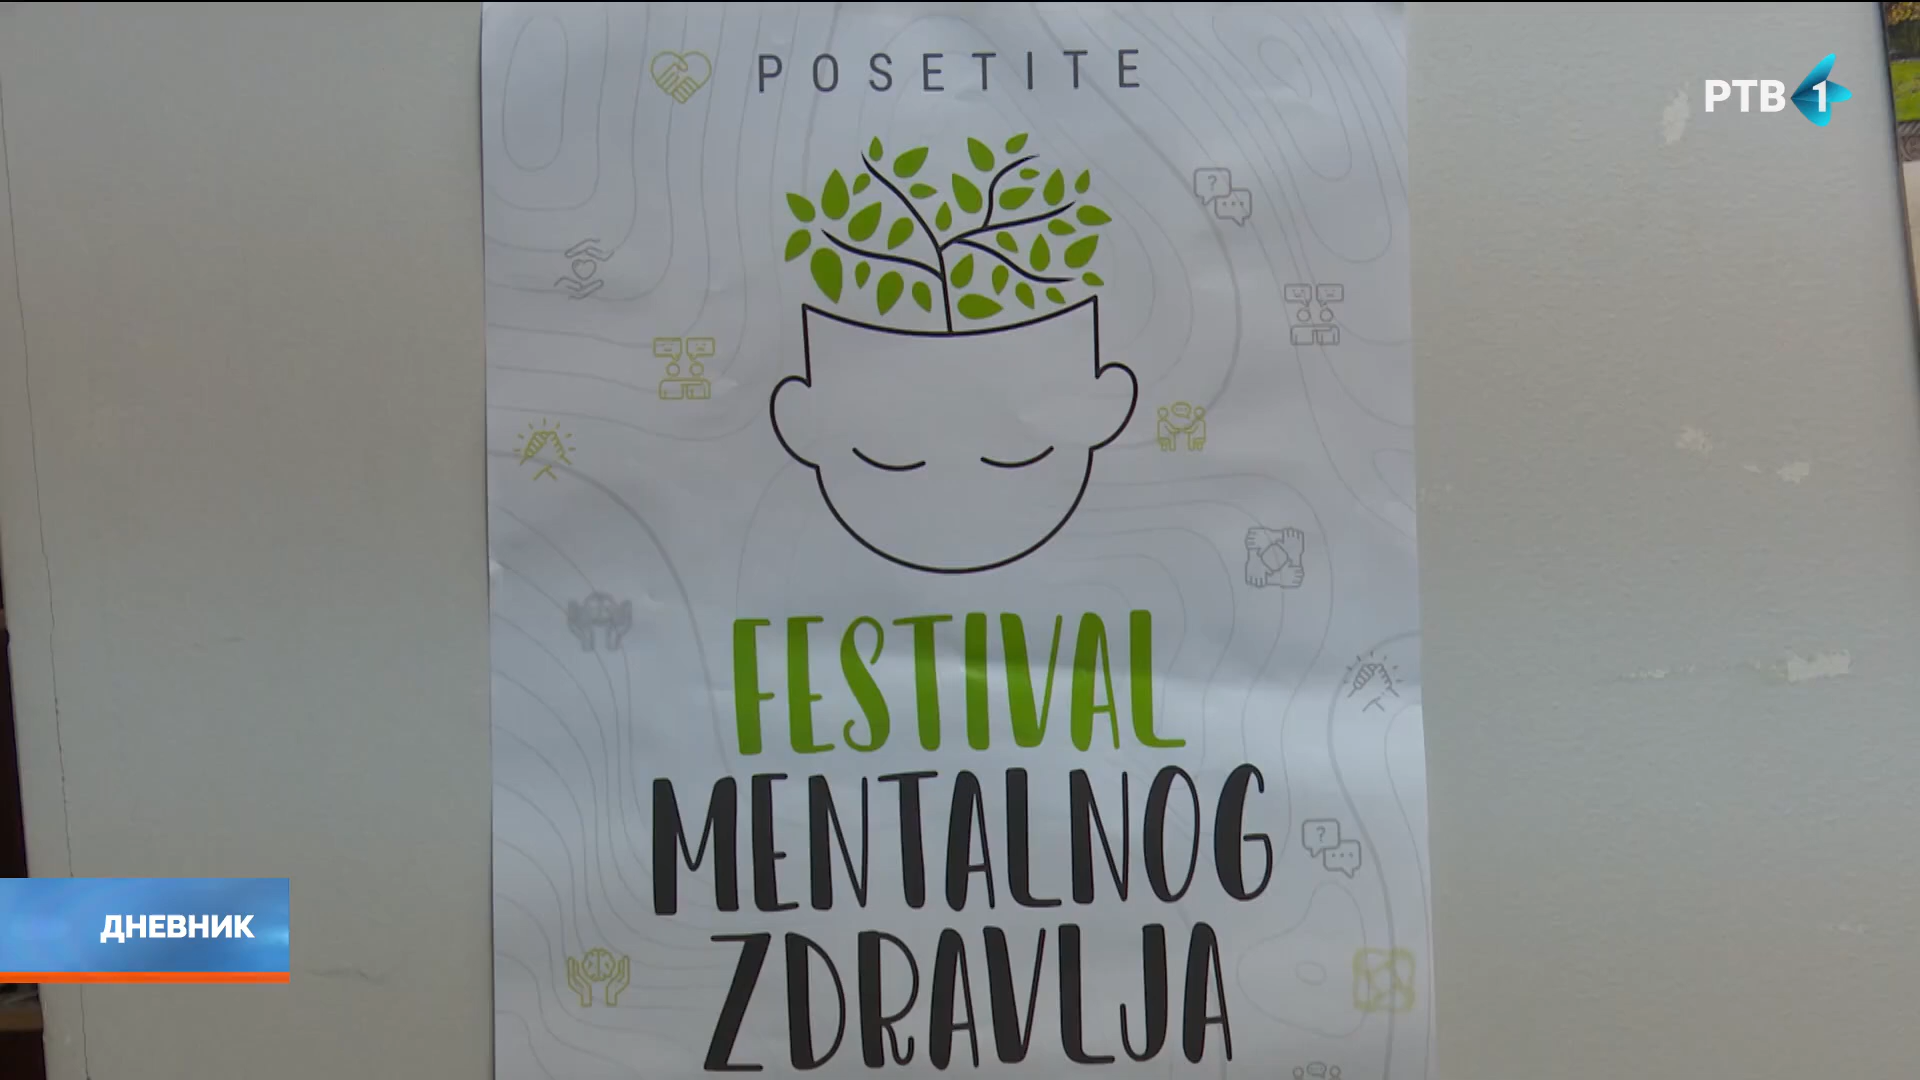 POSETITE
РТВ 1
FESTIVAL
MENTALNOG
ZDRAVLJA
ДНЕВНИК